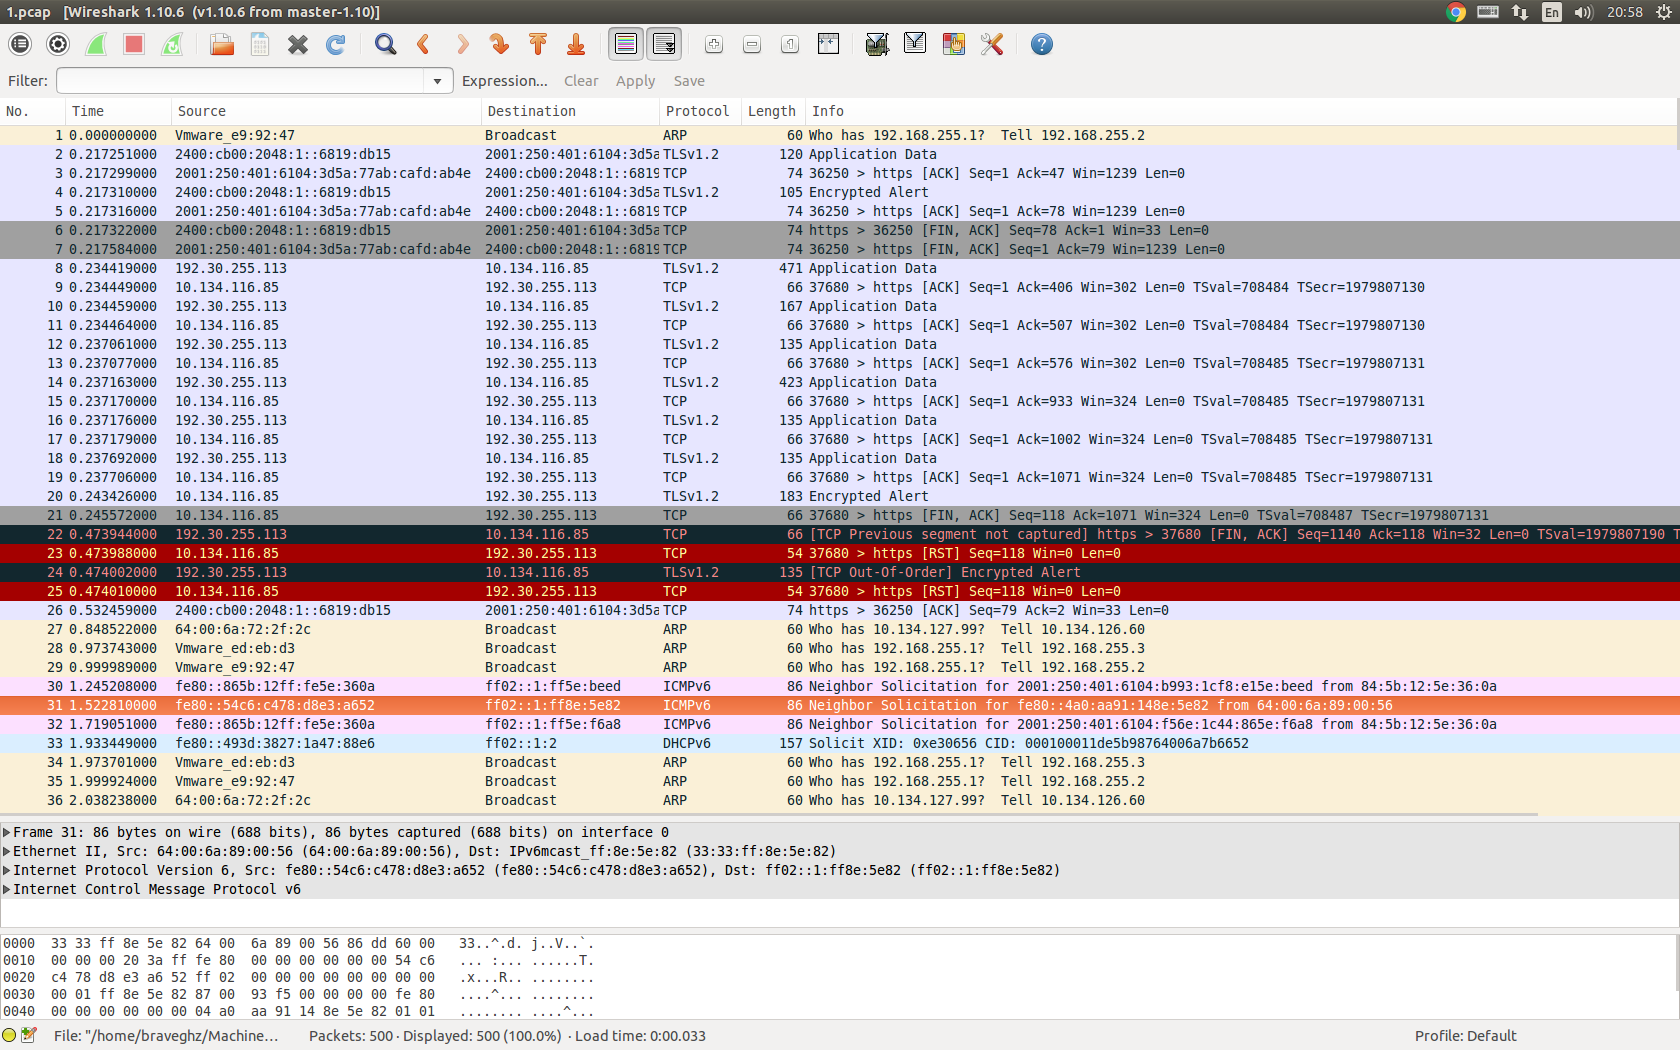 1.pcap [Wireshark 1.10.6 (v1.10.6 from master-1.10)] En 20:58
Filter: Expression... Clear Apply Save
No. Time Source Destination Protocol Length Info
1 0.000000000 Vmware_e9:92:47 Broadcast ARP 60 Who has 192.168.255.1? Tell 192.168.255.2
2 0.217251000 2400:cb00:2048:1::6819:db15 2001:250:401:6104:3d5a TLSv1.2 120 Application Data
3 0.217299000 2001:250:401:6104:3d5a:77ab:cafd:ab4e 2400:cb00:2048:1::6819 TCP 74 36250 > https [ACK] Seq=1 Ack=47 Win=1239 Len=0
4 0.217310000 2400:cb00:2048:1::6819:db15 2001:250:401:6104:3d5a TLSv1.2 105 Encrypted Alert
5 0.217316000 2001:250:401:6104:3d5a:77ab:cafd:ab4e 2400:cb00:2048:1::6819 TCP 74 36250 > https [ACK] Seq=1 Ack=78 Win=1239 Len=0
6 0.217322000 2400:cb00:2048:1::6819:db15 2001:250:401:6104:3d5a TCP 74 https > 36250 [FIN, ACK] Seq=78 Ack=1 Win=33 Len=0
7 0.217584000 2001:250:401:6104:3d5a:77ab:cafd:ab4e 2400:cb00:2048:1::6819 TCP 74 36250 > https [FIN, ACK] Seq=1 Ack=79 Win=1239 Len=0
8 0.234419000 192.30.255.113 10.134.116.85 TLSv1.2 471 Application Data
9 0.234449000 10.134.116.85 192.30.255.113 TCP 66 37680 > https [ACK] Seq=1 Ack=406 Win=302 Len=0 TSval=708484 TSecr=1979807130
10 0.234459000 192.30.255.113 10.134.116.85 TLSv1.2 167 Application Data
11 0.234464000 10.134.116.85 192.30.255.113 TCP 66 37680 > https [ACK] Seq=1 Ack=507 Win=302 Len=0 TSval=708484 TSecr=1979807130
12 0.237061000 192.30.255.113 10.134.116.85 TLSv1.2 135 Application Data
13 0.237077000 10.134.116.85 192.30.255.113 TCP 66 37680 > https [ACK] Seq=1 Ack=576 Win=302 Len=0 TSval=708485 TSecr=1979807131
14 0.237163000 192.30.255.113 10.134.116.85 TLSv1.2 423 Application Data
15 0.237170000 10.134.116.85 192.30.255.113 TCP 66 37680 > https [ACK] Seq=1 Ack=933 Win=324 Len=0 TSval=708485 TSecr=1979807131
16 0.237176000 192.30.255.113 10.134.116.85 TLSv1.2 135 Application Data
17 0.237179000 10.134.116.85 192.30.255.113 TCP 66 37680 > https [ACK] Seq=1 Ack=1002 Win=324 Len=0 TSval=708485 TSecr=1979807131
18 0.237692000 192.30.255.113 10.134.116.85 TLSv1.2 135 Application Data
19 0.237706000 10.134.116.85 192.30.255.113 TCP 66 37680 > https [ACK] Seq=1 Ack=1071 Win=324 Len=0 TSval=708485 TSecr=1979807131
20 0.243426000 10.134.116.85 192.30.255.113 TLSv1.2 183 Encrypted Alert
21 0.245572000 10.134.116.85 192.30.255.113 TCP 66 37680 > https [FIN, ACK] Seq=118 Ack=1071 Win=324 Len=0 TSval=708487 TSecr=1979807131
22 0.473944000 192.30.255.113 10.134.116.85 TCP 66 [TCP Previous segment not captured] https > 37680 [FIN, ACK] Seq=1140 Ack=118 Win=32 Len=0 TSval=1979807190 T
23 0.473988000 10.134.116.85 192.30.255.113 TCP 54 37680 > https [RST] Seq=118 Win=0 Len=0
24 0.474002000 192.30.255.113 10.134.116.85 TLSv1.2 135 [TCP Out-Of-Order] Encrypted Alert
25 0.474010000 10.134.116.85 192.30.255.113 TCP 54 37680 > https [RST] Seq=118 Win=0 Len=0
26 0.532459000 2400:cb00:2048:1::6819:db15 2001:250:401:6104:3d5a TCP 74 https > 36250 [ACK] Seq=79 Ack=2 Win=33 Len=0
27 0.848522000 64:00:6a:72:2f:2c Broadcast ARP 60 Who has 10.134.127.99? Tell 10.134.126.60
28 0.973743000 Vmware_ed:eb:d3 Broadcast ARP 60 Who has 192.168.255.1? Tell 192.168.255.3
29 0.999989000 Vmware_e9:92:47 Broadcast ARP 60 Who has 192.168.255.1? Tell 192.168.255.2
30 1.245208000 fe80::865b:12ff:fe5e:360a ff02::1:ff5e:beed ICMPv6 86 Neighbor Solicitation for 2001:250:401:6104:b993:1cf8:e15e:beed from 84:5b:12:5e:36:0a
31 1.522810000 fe80::54c6:c478:d8e3:a652 ff02::1:ff8e:5e82 ICMPv6 86 Neighbor Solicitation for fe80::4a0:aa91:148e:5e82 from 64:00:6a:89:00:56
32 1.719051000 fe80::865b:12ff:fe5e:360a ff02::1:ff5e:f6a8 ICMPv6 86 Neighbor Solicitation for 2001:250:401:6104:f56e:1c44:865e:f6a8 from 84:5b:12:5e:36:0a
33 1.933449000 fe80::493d:3827:1a47:88e6 ff02::1:2 DHCPv6 157 Solicit XID: 0xe30656 CID: 000100011de5b98764006a7b6652
34 1.973701000 Vmware_ed:eb:d3 Broadcast ARP 60 Who has 192.168.255.1? Tell 192.168.255.3
35 1.999924000 Vmware_e9:92:47 Broadcast ARP 60 Who has 192.168.255.1? Tell 192.168.255.2
36 2.038238000 64:00:6a:72:2f:2c Broadcast ARP 60 Who has 10.134.127.99? Tell 10.134.126.60
Frame 31: 86 bytes on wire (688 bits), 86 bytes captured (688 bits) on interface 0
Ethernet II, Src: 64:00:6a:89:00:56 (64:00:6a:89:00:56), Dst: IPv6mcast_ff:8e:5e:82 (33:33:ff:8e:5e:82)
Internet Protocol Version 6, Src: fe80::54c6:c478:d8e3:a652 (fe80::54c6:c478:d8e3:a652), Dst: ff02::1:ff8e:5e82 (ff02::1:ff8e:5e82)
Internet Control Message Protocol v6
0000 33 33 ff 8e 5e 82 64 00 6a 89 00 56 86 dd 60 00 33..^.d. j..V..`.
0010 00 00 00 20 3a ff fe 80 00 00 00 00 00 00 54 c6 ... :... ......T.
0020 c4 78 d8 e3 a6 52 ff 02 00 00 00 00 00 00 00 00 .x...R.. ........
0030 00 01 ff 8e 5e 82 87 00 93 f5 00 00 00 00 fe 80 ....^... ........
0040 00 00 00 00 00 00 04 a0 aa 91 14 8e 5e 82 01 01 ........ ....^...
File: "/home/braveghz/Machine... Packets: 500 · Displayed: 500 (100.0%) · Load time: 0:00.033 Profile: Default